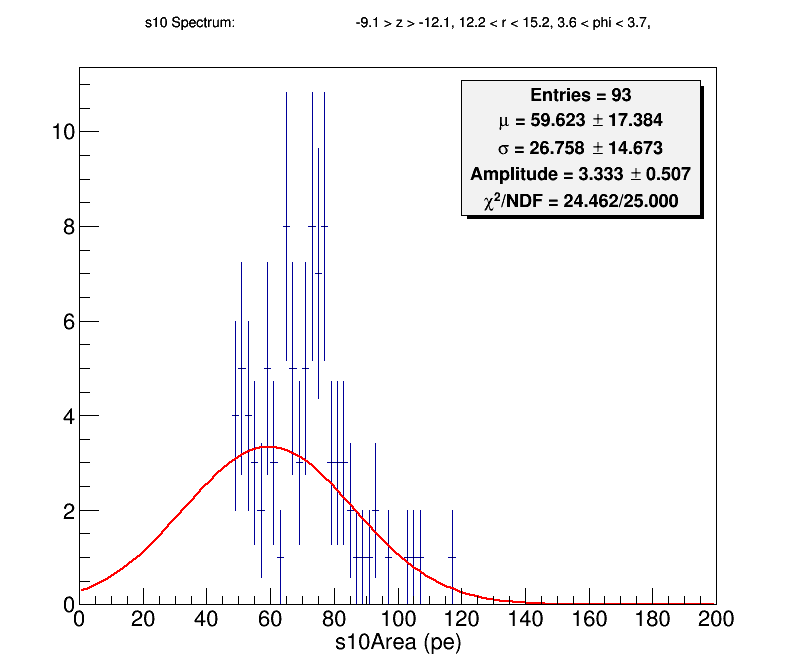 s10 Spectrum: -9.1 > z > -12.1, 12.2 < r < 15.2, 3.6 < phi < 3.7,
Entries = 93
μ = 59.623 ± 17.384
σ = 26.758 ± 14.673
Amplitude = 3.333 ± 0.507
χ²/NDF = 24.462/25.000
10
8
6
4
2
0
0 20 40 60 80 100 120 140 160 180 200
s10Area (pe)